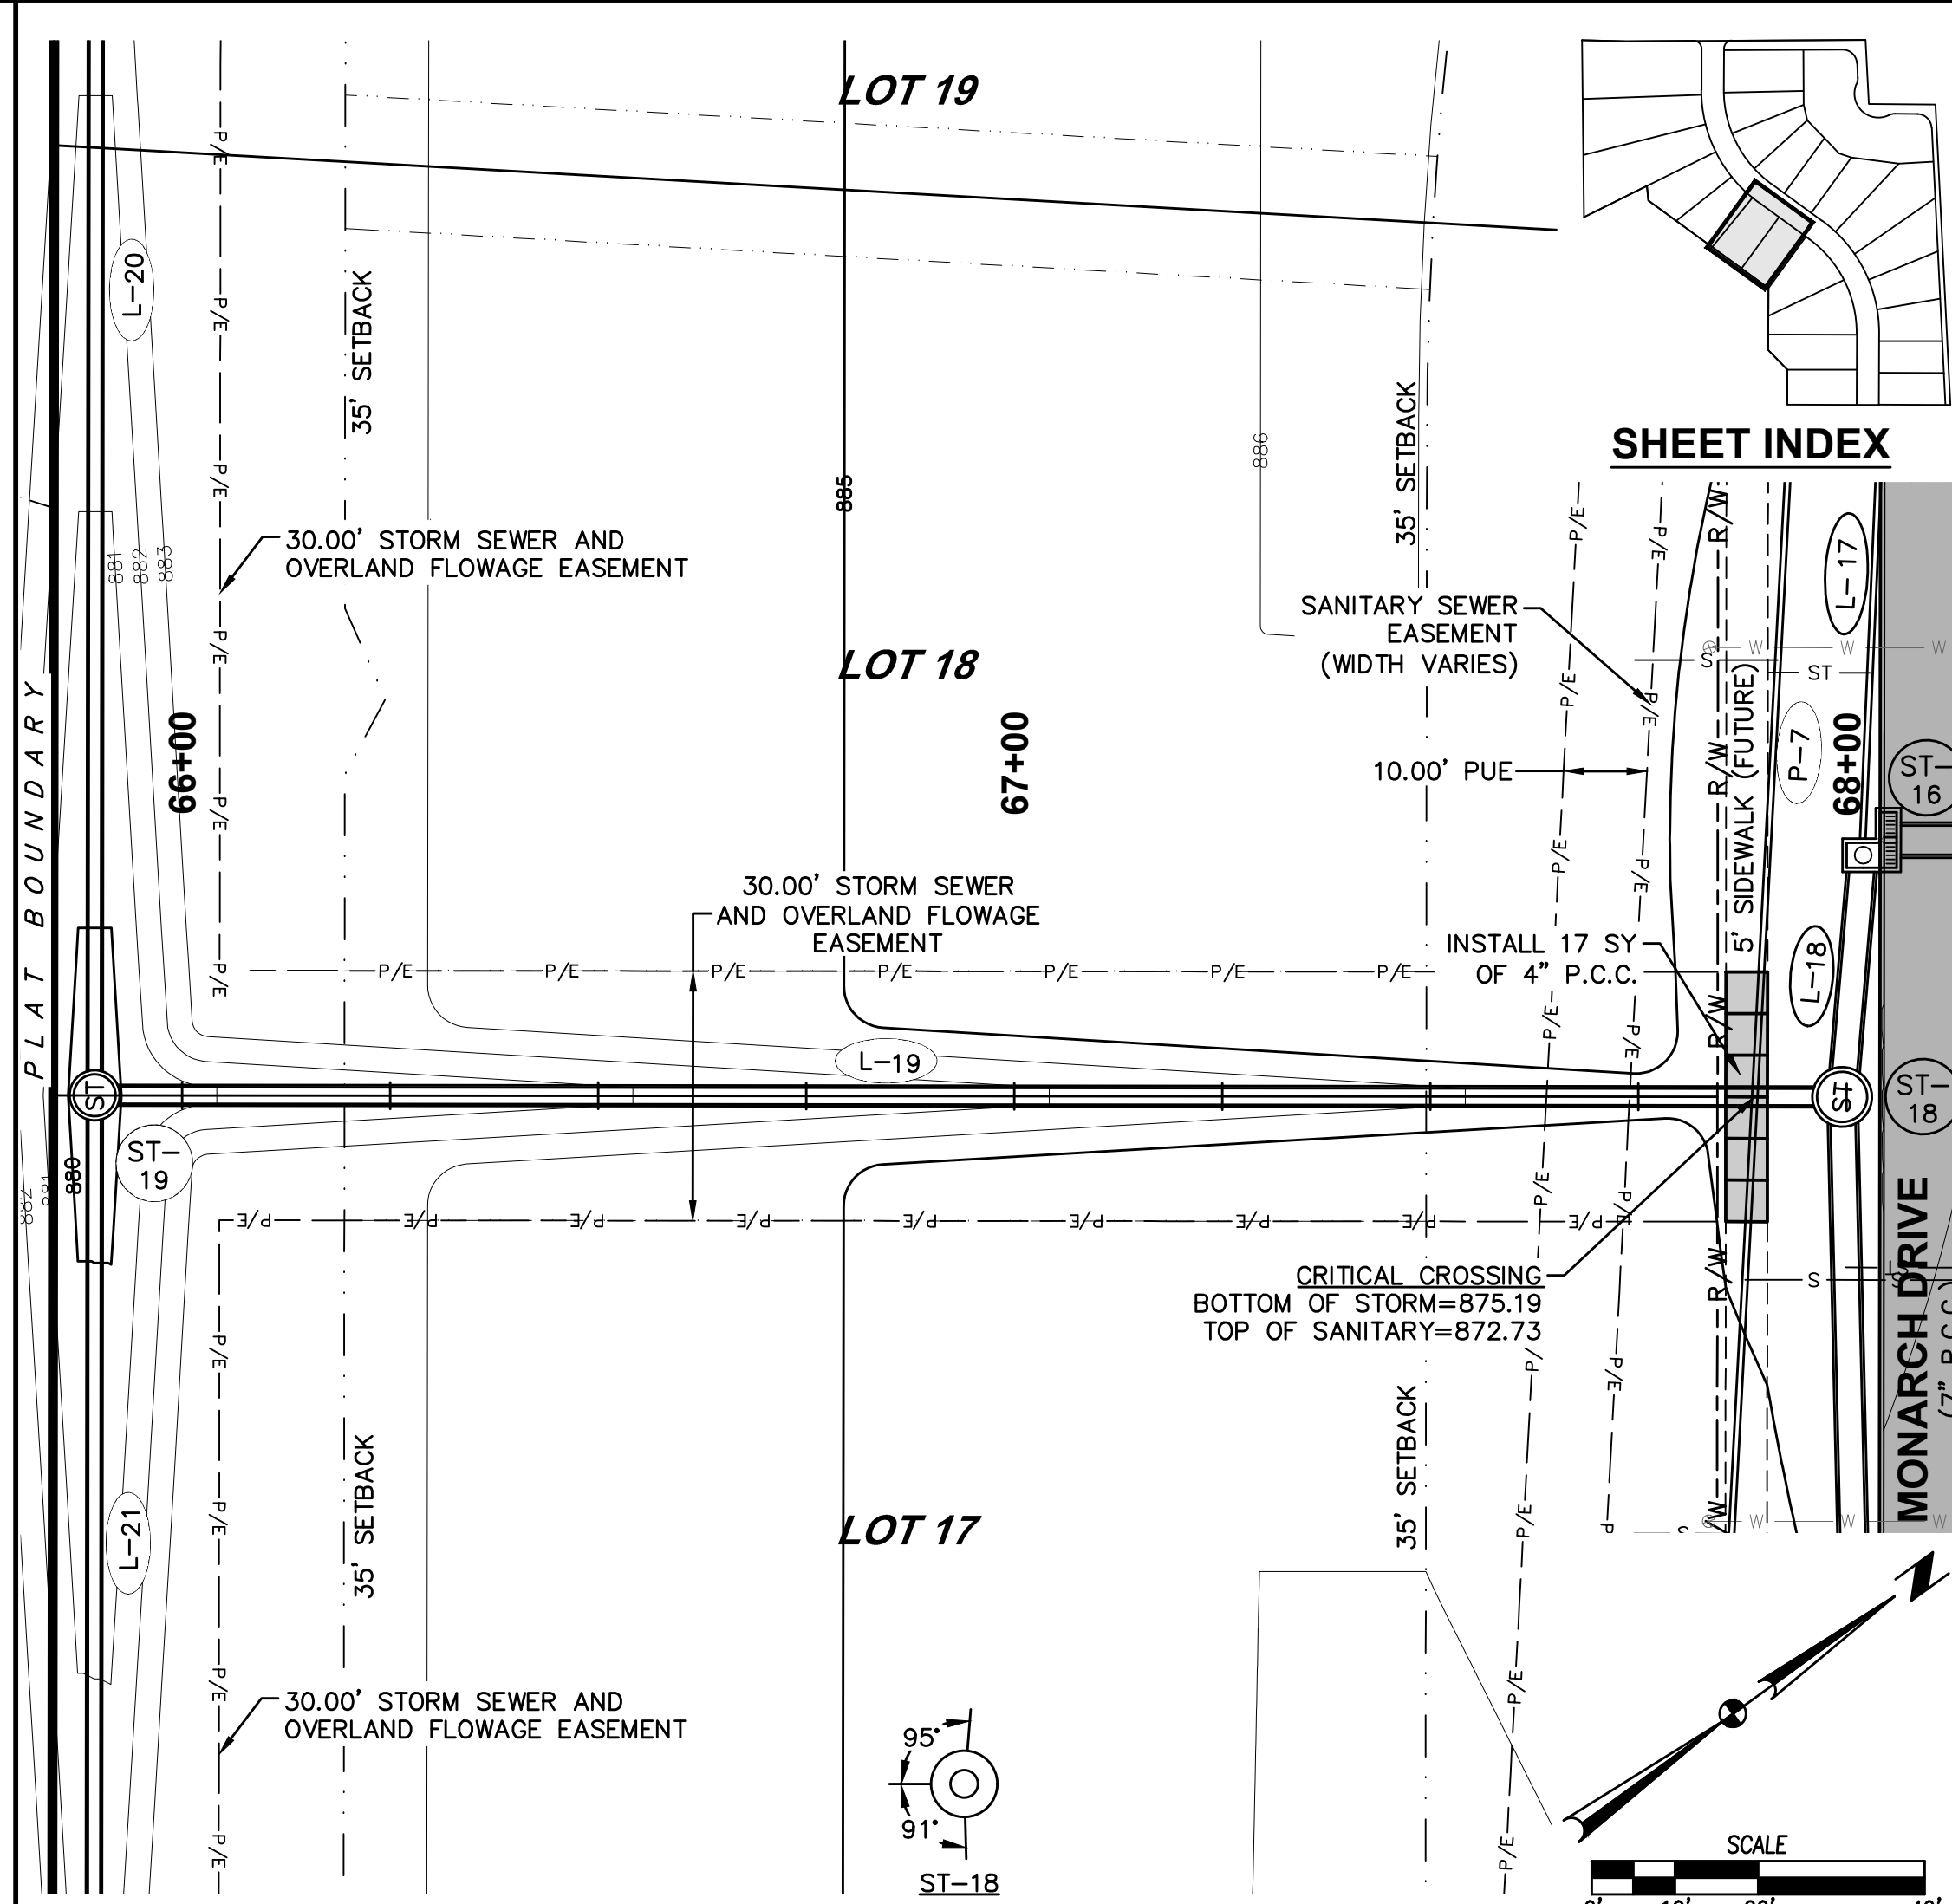 LOT 19
SHEET INDEX
L-20
P/E
P/E
P/E
P/E
P/E
P/E
35' SETBACK
35' SETBACK
881
882
883
885
886
30.00' STORM SEWER AND
OVERLAND FLOWAGE EASEMENT
SANITARY SEWER
EASEMENT
(WIDTH VARIES)
LOT 18
10.00' PUE
P/E
P/E
P/E
P/E
P/E
P/E
P/E
P/E
R/W
R/W
R/W
L-17
W
W
W
S
ST
5' SIDEWALK (FUTURE)
P-7
PLAT BOUNDARY
66+00
67+00
68+00
ST-
16
30.00' STORM SEWER
AND OVERLAND FLOWAGE
EASEMENT
INSTALL 17 SY
OF 4" P.C.C.
P/E
P/E
P/E
P/E
P/E
P/E
P/E
L-18
L-19
ST
ST
ST-
18
ST-
19
880
881
882
P/E
P/E
P/E
P/E
P/E
P/E
P/E
P/E
P/E
CRITICAL CROSSING
BOTTOM OF STORM=875.19
TOP OF SANITARY=872.73
R/W
S
S
MONARCH DRIVE
(7" P.C.C.)
P/E
P/E
P/E
P/E
P/E
P/E
P/E
P/E
35' SETBACK
35' SETBACK
L-21
LOT 17
W
W
W
30.00' STORM SEWER AND
OVERLAND FLOWAGE EASEMENT
95°
91°
ST-18
SCALE